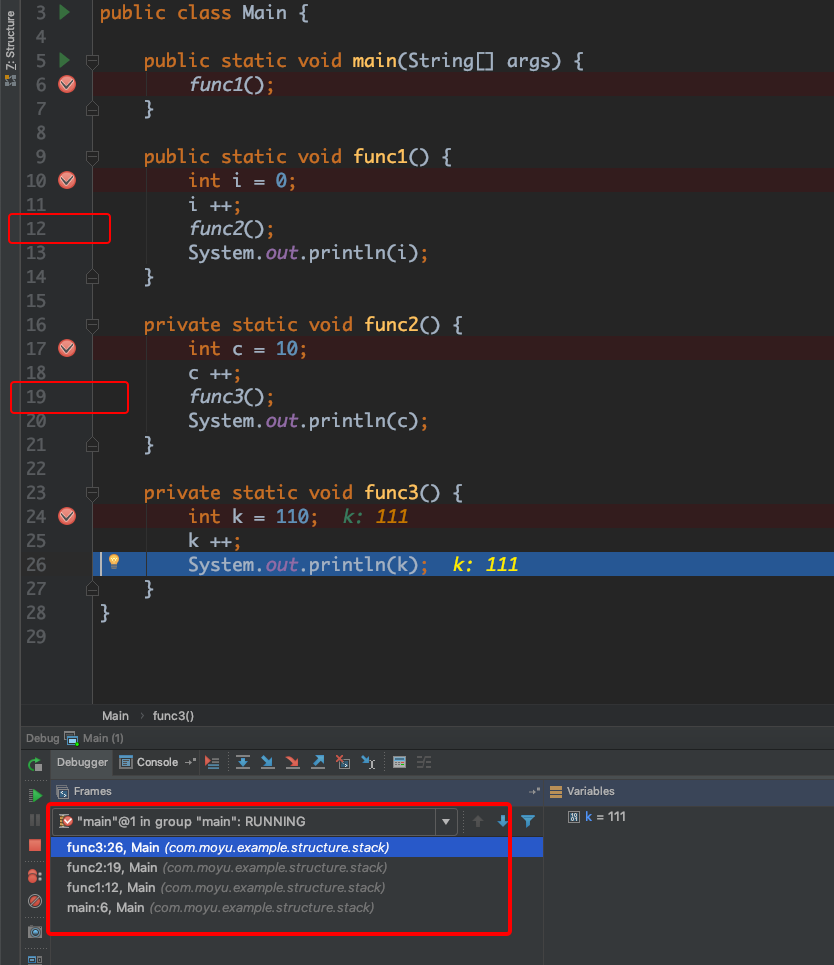 Z: Structure
3 public class Main {
4
5 public static void main(String[] args) {
6 func1();
7 }
8
9 public static void func1() {
10 int i = 0;
11 i ++;
12 func2();
13 System.out.println(i);
14 }
15
16 private static void func2() {
17 int c = 10;
18 c ++;
19 func3();
20 System.out.println(c);
21 }
22
23 private static void func3() {
24 int k = 110; k: 111
25 k ++;
26 System.out.println(k); k: 111
27 }
28 }
29
Main › func3()
Debug Main (1)
Debugger Console
Frames Variables
"main"@1 in group "main": RUNNING
k = 111
func3:26, Main (com.moyu.example.structure.stack)
func2:19, Main (com.moyu.example.structure.stack)
func1:12, Main (com.moyu.example.structure.stack)
main:6, Main (com.moyu.example.structure.stack)